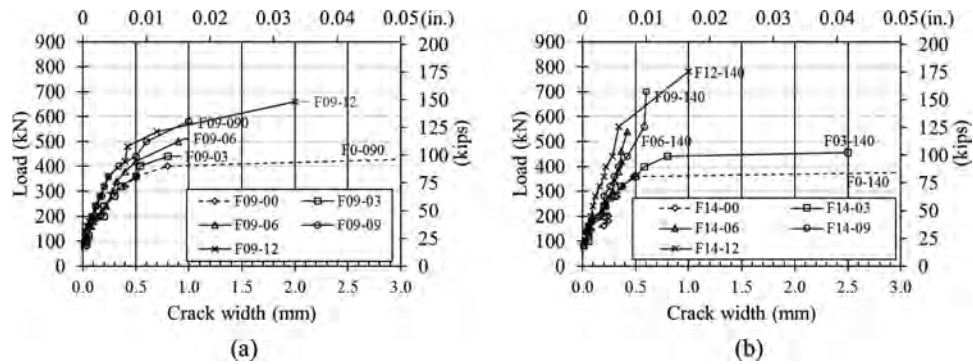 0 0.01 0.02 0.03 0.04 0.05 (in.)
900 800 700 600 500 400 300 200 100 0
Load (kN)
200 175 150 125 100 75 50 25 0
(kips)
F09-12
F09-090
F09-06
F09-03
F0-090
F09-00 F09-03
F09-06 F09-09
F09-12
0.0 0.5 1.0 1.5 2.0 2.5 3.0
Crack width (mm)
(a)
0 0.01 0.02 0.03 0.04 0.05 (in.)
900 800 700 600 500 400 300 200 100 0
Load (kN)
200 175 150 125 100 75 50 25 0
(kips)
F12-140
F09-140
F06-140
F03-140
F0-140
F14-00 F14-03
F14-06 F14-09
F14-12
0.0 0.5 1.0 1.5 2.0 2.5 3.0
Crack width (mm)
(b)